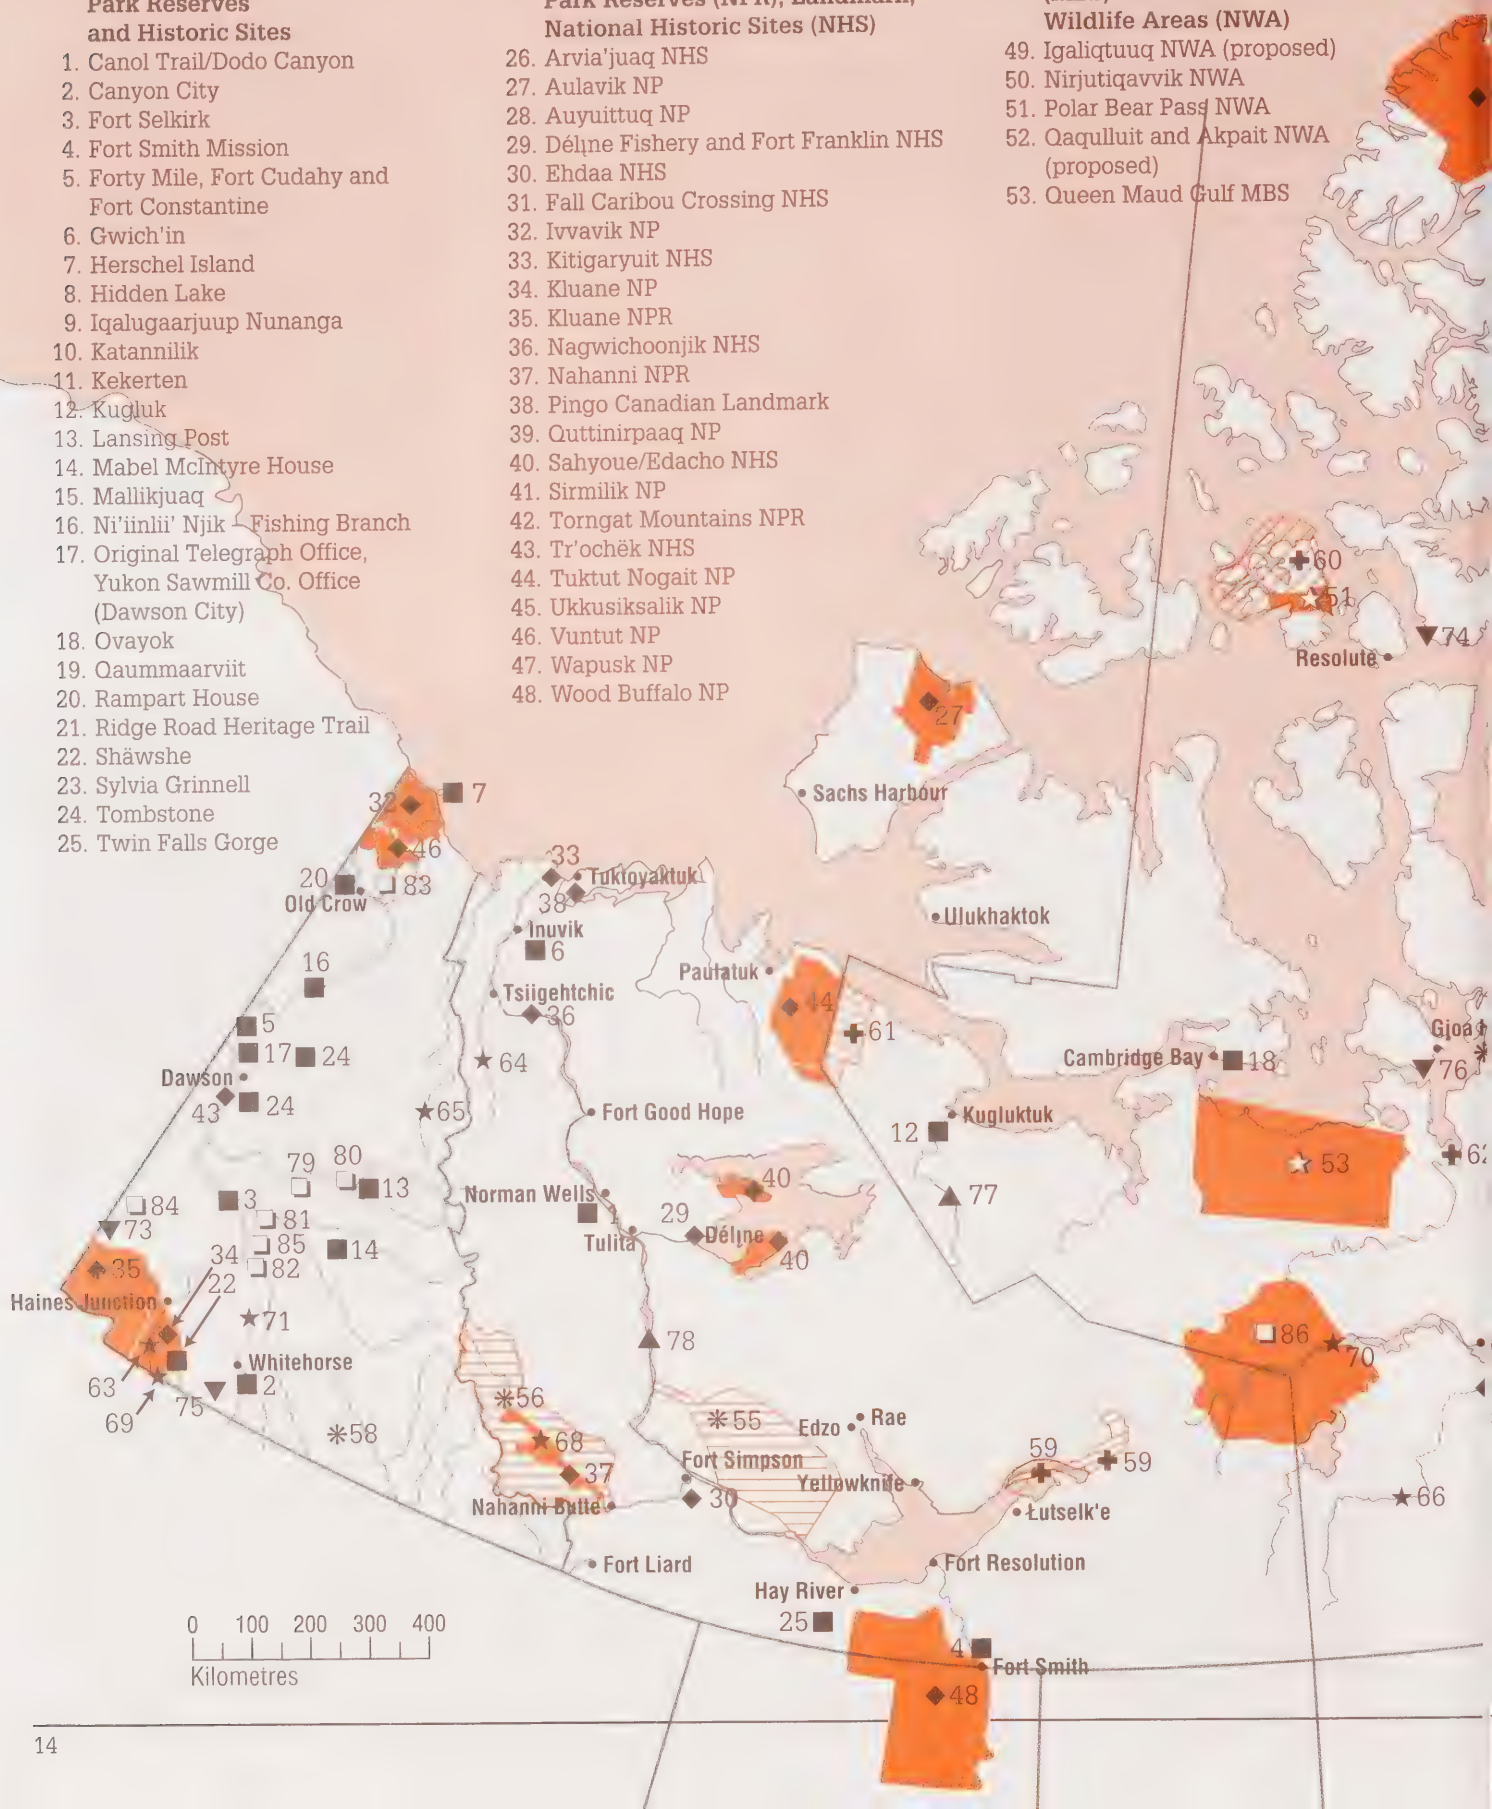 Park Reserves
and Historic Sites
1. Canol Trail/Dodo Canyon
2. Canyon City
3. Fort Selkirk
4. Fort Smith Mission
5. Forty Mile, Fort Cudahy and
Fort Constantine
6. Gwich'in
7. Herschel Island
8. Hidden Lake
9. Iqalugaarjuup Nunanga
10. Katannilik
11. Kekerten
12. Kugluk
13. Lansing Post
14. Mabel McIntyre House
15. Mallikjuaq
16. Ni'iinlii' Njik – Fishing Branch
17. Original Telegraph Office,
Yukon Sawmill Co. Office
(Dawson City)
18. Ovayok
19. Qaummaarviit
20. Rampart House
21. Ridge Road Heritage Trail
22. Shäwshe
23. Sylvia Grinnell
24. Tombstone
25. Twin Falls Gorge
Park Reserves (NPR), Landmark,
National Historic Sites (NHS)
26. Arvia'juaq NHS
27. Aulavik NP
28. Auyuittuq NP
29. Délįne Fishery and Fort Franklin NHS
30. Ehdaa NHS
31. Fall Caribou Crossing NHS
32. Ivvavik NP
33. Kitigaryuit NHS
34. Kluane NP
35. Kluane NPR
36. Nagwichoonjik NHS
37. Nahanni NPR
38. Pingo Canadian Landmark
39. Quttinirpaaq NP
40. Sahyoue/Edacho NHS
41. Sirmilik NP
42. Torngat Mountains NPR
43. Tr'ochëk NHS
44. Tuktut Nogait NP
45. Ukkusiksalik NP
46. Vuntut NP
47. Wapusk NP
48. Wood Buffalo NP
Wildlife Areas (NWA)
49. Igaliqtuuq NWA (proposed)
50. Nirjutiqavvik NWA
51. Polar Bear Pass NWA
52. Qaqulluit and Akpait NWA
(proposed)
53. Queen Maud Gulf MBS
60
51
74
Resolute
27
Sachs Harbour
32
7
46
20
83
Old Crow
33
Tuktoyaktuk
38
Inuvik
6
Ulukhaktok
16
Paulatuk
Tsiigehtchic
36
44
61
5
17
24
Dawson
43
24
64
65
Fort Good Hope
Cambridge Bay
18
Gjoa
76
Kugluktuk
12
53
62
77
79
80
13
84
3
81
73
85
82
14
34
22
35
Haines Junction
71
63
69
75
Whitehorse
2
58
Norman Wells
1
Tulita
29
Délįne
40
40
78
56
68
37
Nahanni Butte
55
Fort Simpson
30
Edzo
Rae
Yellowknife
59
59
Łutselk'e
86
70
66
Fort Liard
Fort Resolution
Hay River
25
4
Fort Smith
48
0 100 200 300 400
Kilometres
14